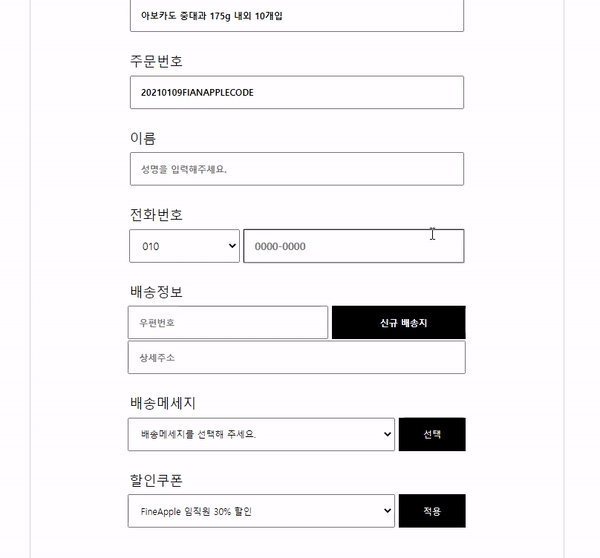 아보카도 중대과 175g 내외 10개입
주문번호
20210109FIANAPPLECODE
이름
성명을 입력해주세요.
전화번호
010
0000-0000
배송정보
우편번호
신규 배송지
상세주소
배송메세지
배송메세지를 선택해 주세요.
선택
할인쿠폰
FineApple 임직원 30% 할인
적용